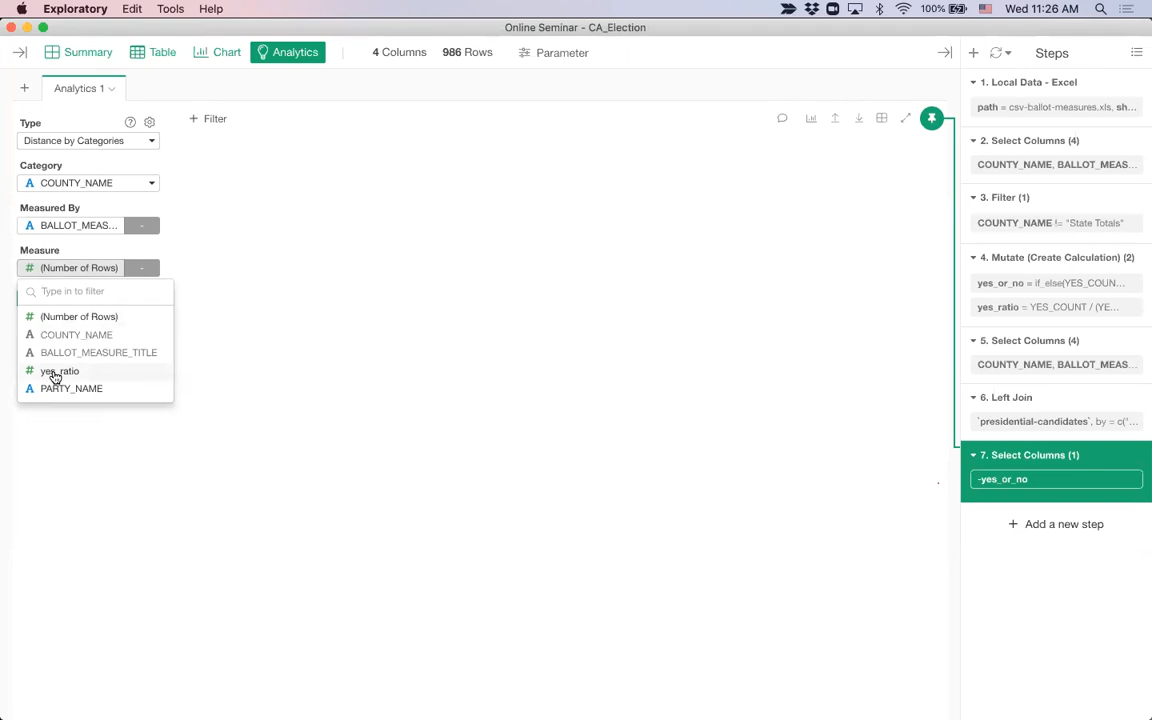 Exploratory Edit Tools Help 100% Wed 11:26 AM
Online Seminar - CA_Election
Summary Table Chart Analytics 4 Columns 986 Rows Parameter Steps
Analytics 1
Type
Distance by Categories
Category
A COUNTY_NAME
Measured By
A BALLOT_MEAS... -
Measure
# (Number of Rows) -
Type in to filter
# (Number of Rows)
A COUNTY_NAME
A BALLOT_MEASURE_TITLE
# yes_ratio
A PARTY_NAME
+ Filter
1. Local Data - Excel
path = csv-ballot-measures.xls, sh...
2. Select Columns (4)
COUNTY_NAME, BALLOT_MEAS...
3. Filter (1)
COUNTY_NAME != "State Totals"
4. Mutate (Create Calculation) (2)
yes_or_no = if_else(YES_COUN...
yes_ratio = YES_COUNT / (YE...
5. Select Columns (4)
COUNTY_NAME, BALLOT_MEAS...
6. Left Join
`presidential-candidates`, by = c('...
7. Select Columns (1)
-yes_or_no
+ Add a new step